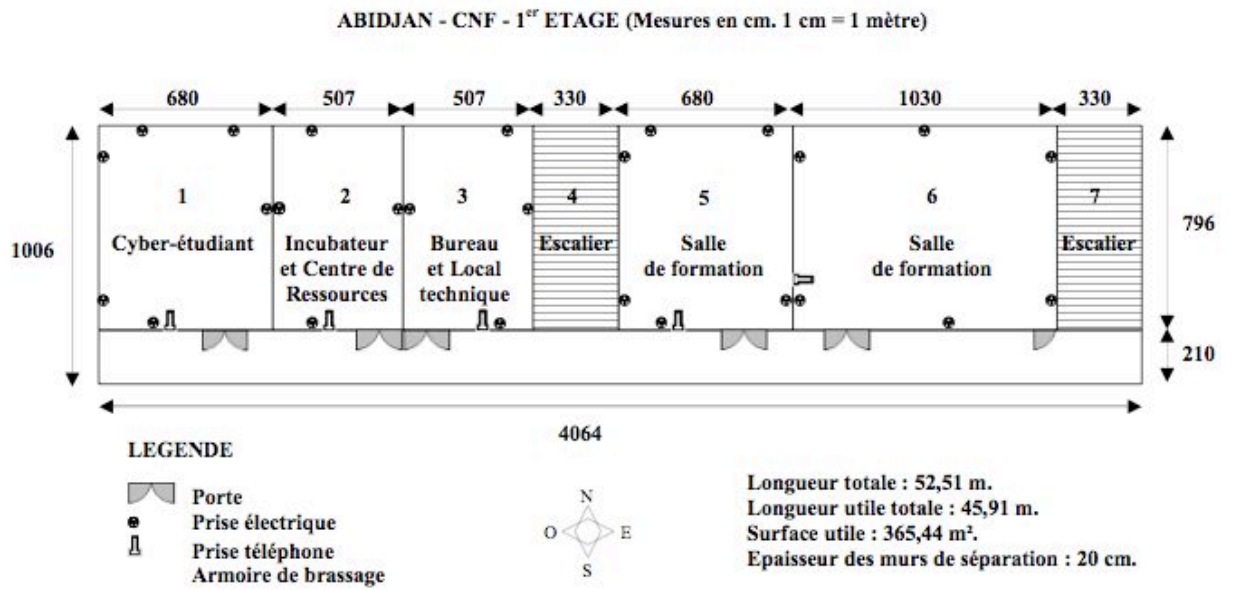 ABIDJAN - CNF - 1er ETAGE (Mesures en cm. 1 cm = 1 mètre)
680 507 507 330 680 1030 330
1 2 3 4 5 6 7
Cyber-étudiant
Incubateur
et Centre de
Ressources
Bureau
et Local
technique
Escalier
Salle
de formation
Salle
de formation
Escalier
1006
796
210
4064
LEGENDE
Porte
Prise électrique
Prise téléphone
Armoire de brassage
N
O E
S
Longueur totale : 52,51 m.
Longueur utile totale : 45,91 m.
Surface utile : 365,44 m².
Epaisseur des murs de séparation : 20 cm.